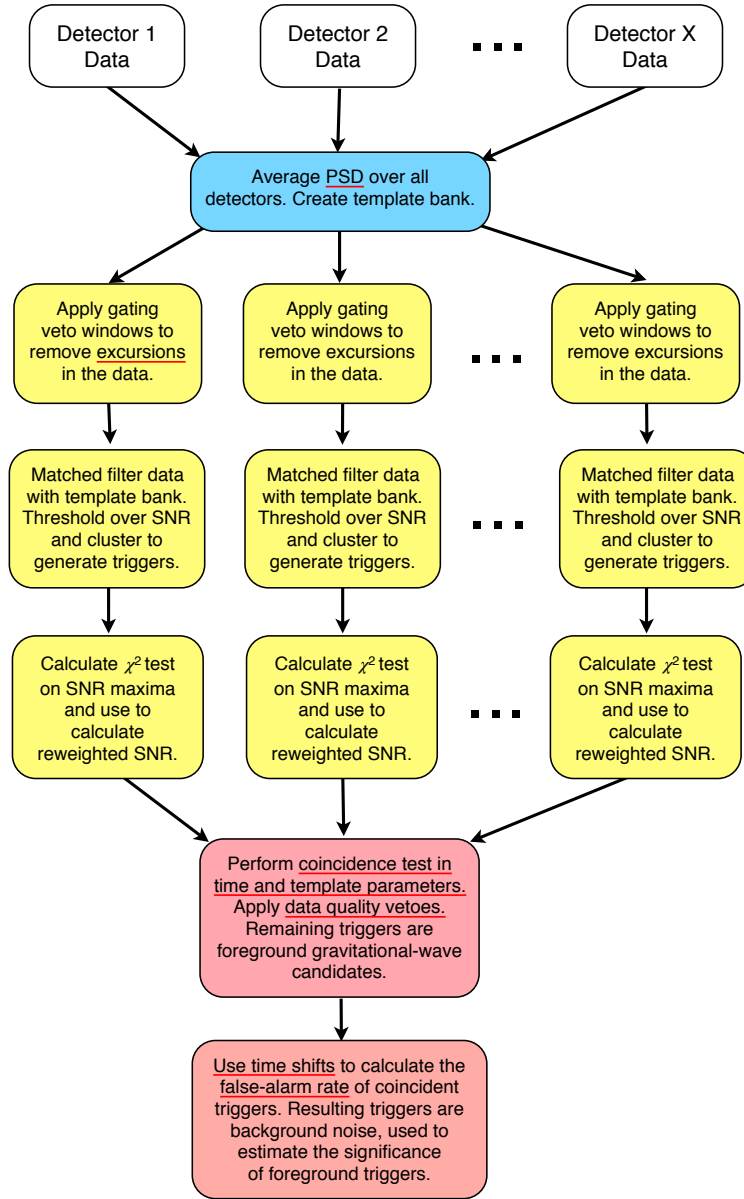 Detector 1
Data
Detector 2
Data
Detector X
Data
Average PSD over all
detectors. Create template bank.
Apply gating
veto windows to
remove excursions
in the data.
Apply gating
veto windows to
remove excursions
in the data.
Apply gating
veto windows to
remove excursions
in the data.
Matched filter data
with template bank.
Threshold over SNR
and cluster to
generate triggers.
Matched filter data
with template bank.
Threshold over SNR
and cluster to
generate triggers.
Matched filter data
with template bank.
Threshold over SNR
and cluster to
generate triggers.
Calculate χ² test
on SNR maxima
and use to
calculate
reweighted SNR.
Calculate χ² test
on SNR maxima
and use to
calculate
reweighted SNR.
Calculate χ² test
on SNR maxima
and use to
calculate
reweighted SNR.
Perform coincidence test in
time and template parameters.
Apply data quality vetoes.
Remaining triggers are
foreground gravitational-wave
candidates.
Use time shifts to calculate the
false-alarm rate of coincident
triggers. Resulting triggers are
background noise, used to
estimate the significance
of foreground triggers.